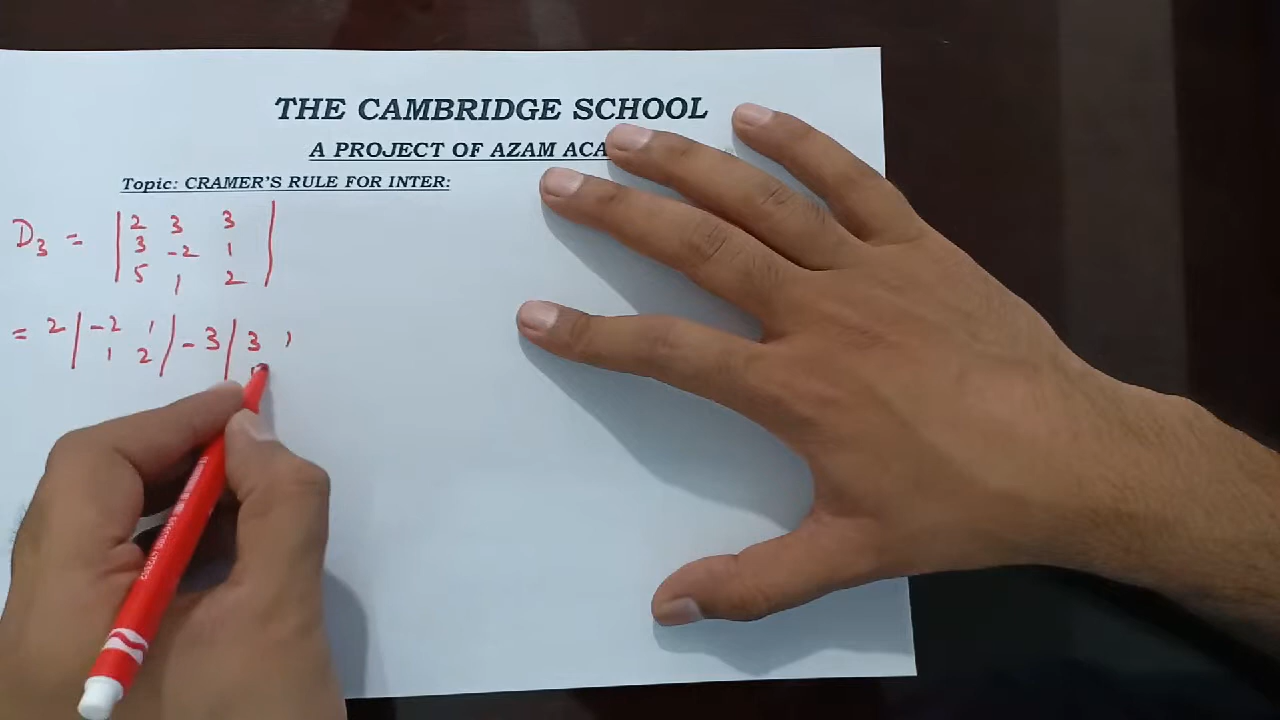 THE CAMBRIDGE SCHOOL
A PROJECT OF AZAM ACA
Topic: CRAMER'S RULE FOR INTER:
D₃ = | 2 3 3 |
| 3 -2 1 |
| 5 1 2 |
= 2 | -2 1 | - 3 | 3 1
| 1 2 |